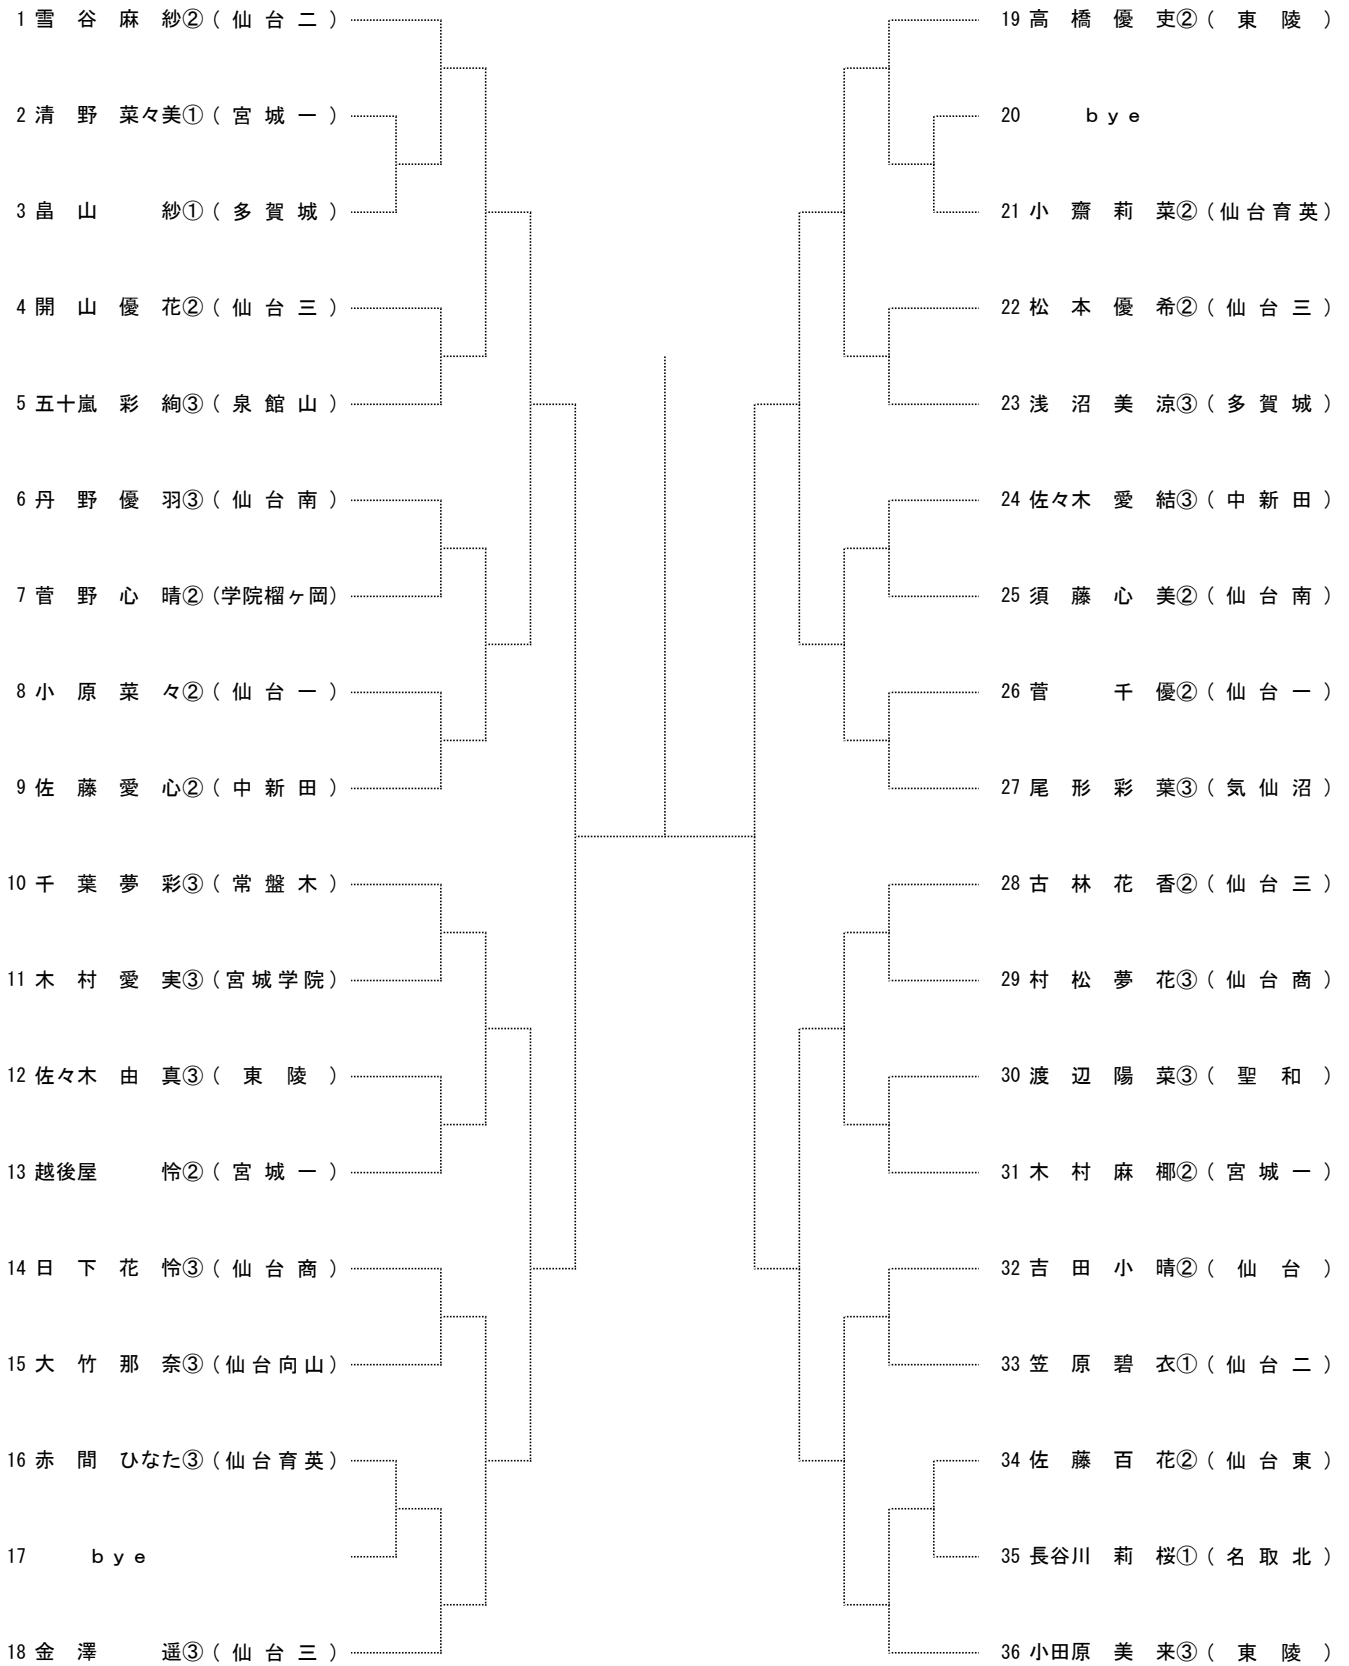 1 雪 谷 麻 紗② ( 仙 台 二 )
2 清 野 菜々美① ( 宮 城 一 )
3 畠 山 紗① ( 多 賀 城 )
4 開 山 優 花② ( 仙 台 三 )
5 五十嵐 彩 絢③ ( 泉 館 山 )
6 丹 野 優 羽③ ( 仙 台 南 )
7 菅 野 心 晴② (学院榴ヶ岡)
8 小 原 菜 々② ( 仙 台 一 )
9 佐 藤 愛 心② ( 中 新 田 )
10 千 葉 夢 彩③ ( 常 盤 木 )
11 木 村 愛 実③ ( 宮 城 学 院 )
12 佐々木 由 真③ ( 東 陵 )
13 越後屋 怜② ( 宮 城 一 )
14 日 下 花 怜③ ( 仙 台 商 )
15 大 竹 那 奈③ ( 仙 台 向 山 )
16 赤 間 ひなた③ ( 仙 台 育 英 )
17 ｂｙｅ
18 金 澤 遥③ ( 仙 台 三 )
19 高 橋 優 吏② ( 東 陵 )
20 ｂｙｅ
21 小 齋 莉 菜② ( 仙 台 育 英 )
22 松 本 優 希② ( 仙 台 三 )
23 浅 沼 美 涼③ ( 多 賀 城 )
24 佐々木 愛 結③ ( 中 新 田 )
25 須 藤 心 美② ( 仙 台 南 )
26 菅 千 優② ( 仙 台 一 )
27 尾 形 彩 葉③ ( 気 仙 沼 )
28 古 林 花 香② ( 仙 台 三 )
29 村 松 夢 花③ ( 仙 台 商 )
30 渡 辺 陽 菜③ ( 聖 和 )
31 木 村 麻 椰② ( 宮 城 一 )
32 吉 田 小 晴② ( 仙 台 )
33 笠 原 碧 衣① ( 仙 台 二 )
34 佐 藤 百 花② ( 仙 台 東 )
35 長谷川 莉 桜① ( 名 取 北 )
36 小田原 美 来③ ( 東 陵 )